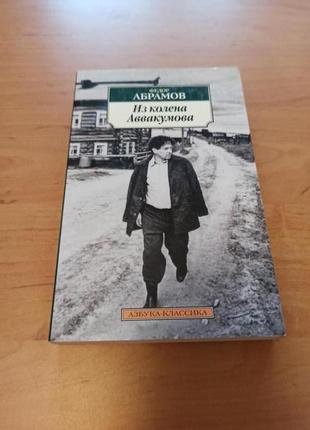 ФЕДОР
АБРАМОВ
Из колена
Аввакумова
АЗБУКА-КЛАССИКА